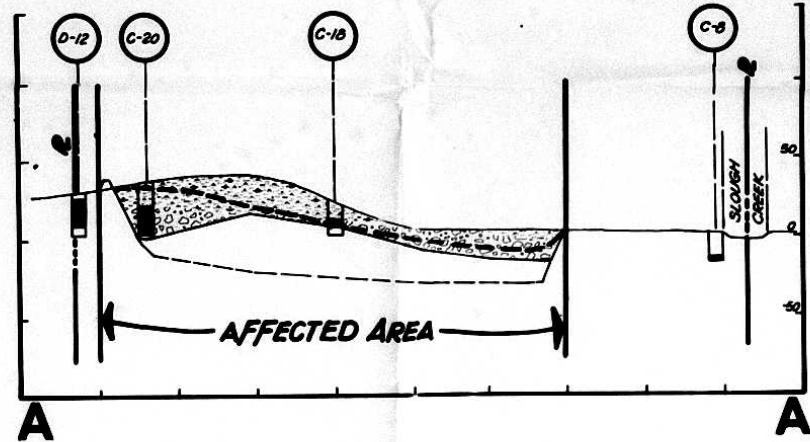 D-12
C-20
C-18
C-8
SLOUGH
CREEK
50
0
-50
AFFECTED AREA
A
A